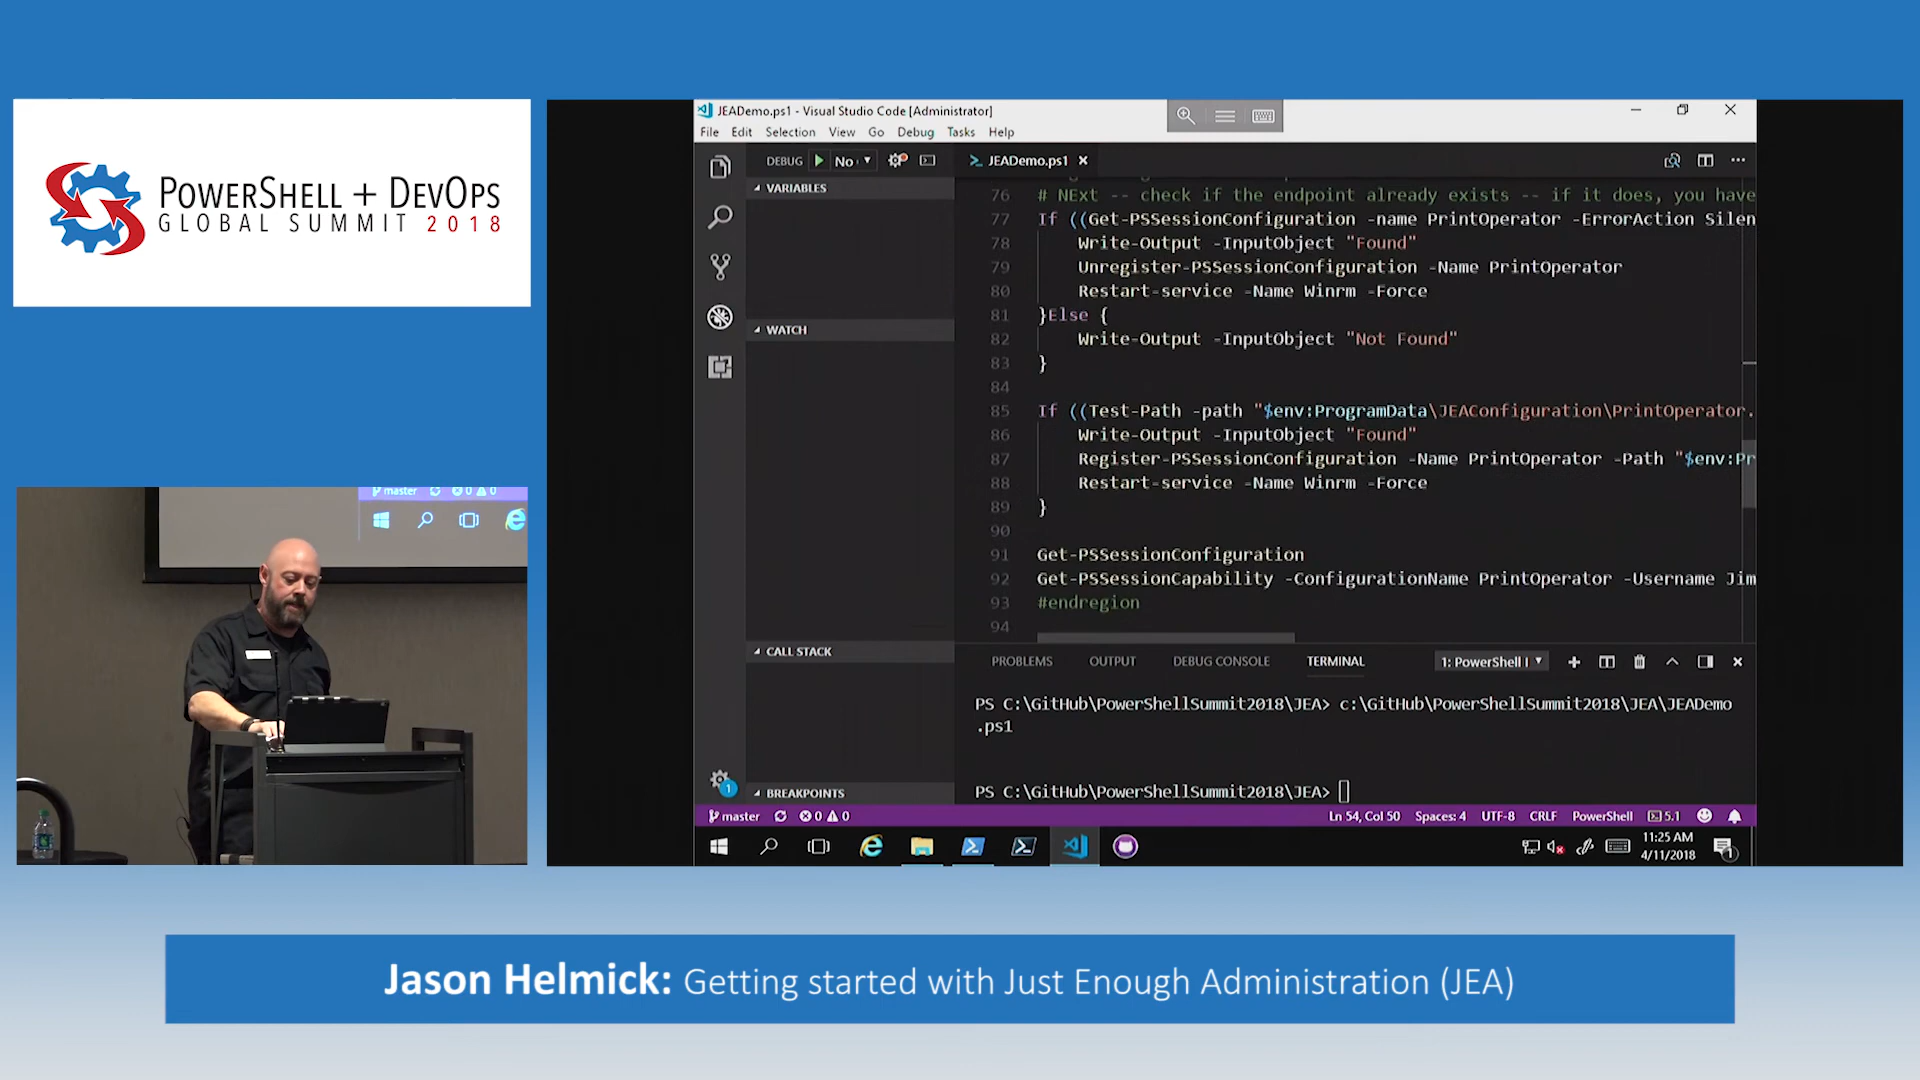 POWERSHELL + DEVOPS
GLOBAL SUMMIT 2018
master 0 0
JEADemo.ps1 - Visual Studio Code [Administrator]
File Edit Selection View Go Debug Tasks Help
DEBUG No
JEADemo.ps1
VARIABLES
WATCH
CALL STACK
BREAKPOINTS
76 # NExt -- check if the endpoint already exists -- if it does, you have
77 If ((Get-PSSessionConfiguration -name PrintOperator -ErrorAction Silen
78 Write-Output -InputObject "Found"
79 Unregister-PSSessionConfiguration -Name PrintOperator
80 Restart-service -Name Winrm -Force
81 }Else {
82 Write-Output -InputObject "Not Found"
83 }
84
85 If ((Test-Path -path "$env:ProgramData\JEAConfiguration\PrintOperator.
86 Write-Output -InputObject "Found"
87 Register-PSSessionConfiguration -Name PrintOperator -Path "$env:Pr
88 Restart-service -Name Winrm -Force
89 }
90
91 Get-PSSessionConfiguration
92 Get-PSSessionCapability -ConfigurationName PrintOperator -Username Jim
93 #endregion
94
PROBLEMS OUTPUT DEBUG CONSOLE TERMINAL 1: PowerShell I
PS C:\GitHub\PowerShellSummit2018\JEA> c:\GitHub\PowerShellSummit2018\JEA\JEADemo
.ps1
PS C:\GitHub\PowerShellSummit2018\JEA>
1
master 0 0 Ln 54, Col 50 Spaces: 4 UTF-8 CRLF PowerShell 5.1
11:25 AM
4/11/2018
1
Jason Helmick: Getting started with Just Enough Administration (JEA)